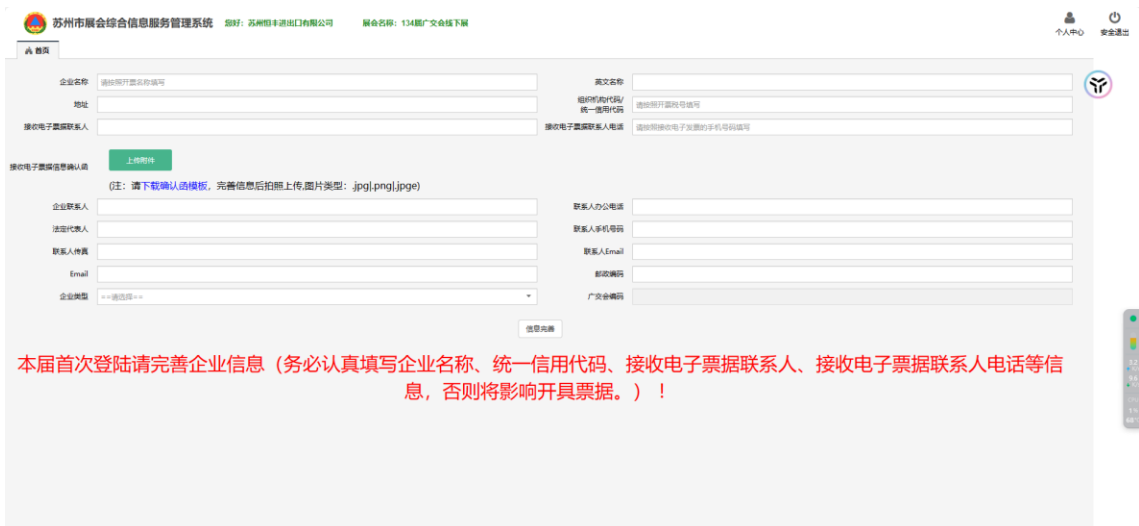 苏州市展会综合信息服务管理系统 您好：苏州恒丰进出口有限公司 展会名称：134届广交会线下展
个人中心 安全退出
首页
企业名称 请按照开票名称填写 英文名称
地址 组织机构代码/
统一信用代码 请按照开票税号填写
接收电子票据联系人 接收电子票据联系人电话 请按照接收电子发票的手机号码填写
接收电子票据信息确认函 上传附件
(注：请下载确认函模板，完善信息后拍照上传,图片类型：.jpg|.png|.jpge)
企业联系人 联系人办公电话
法定代表人 联系人手机号码
联系人传真 联系人Email
Email 邮政编码
企业类型 ==请选择== 广交会编码
信息完善
本届首次登陆请完善企业信息（务必认真填写企业名称、统一信用代码、接收电子票据联系人、接收电子票据联系人电话等信
息，否则将影响开具票据。）！